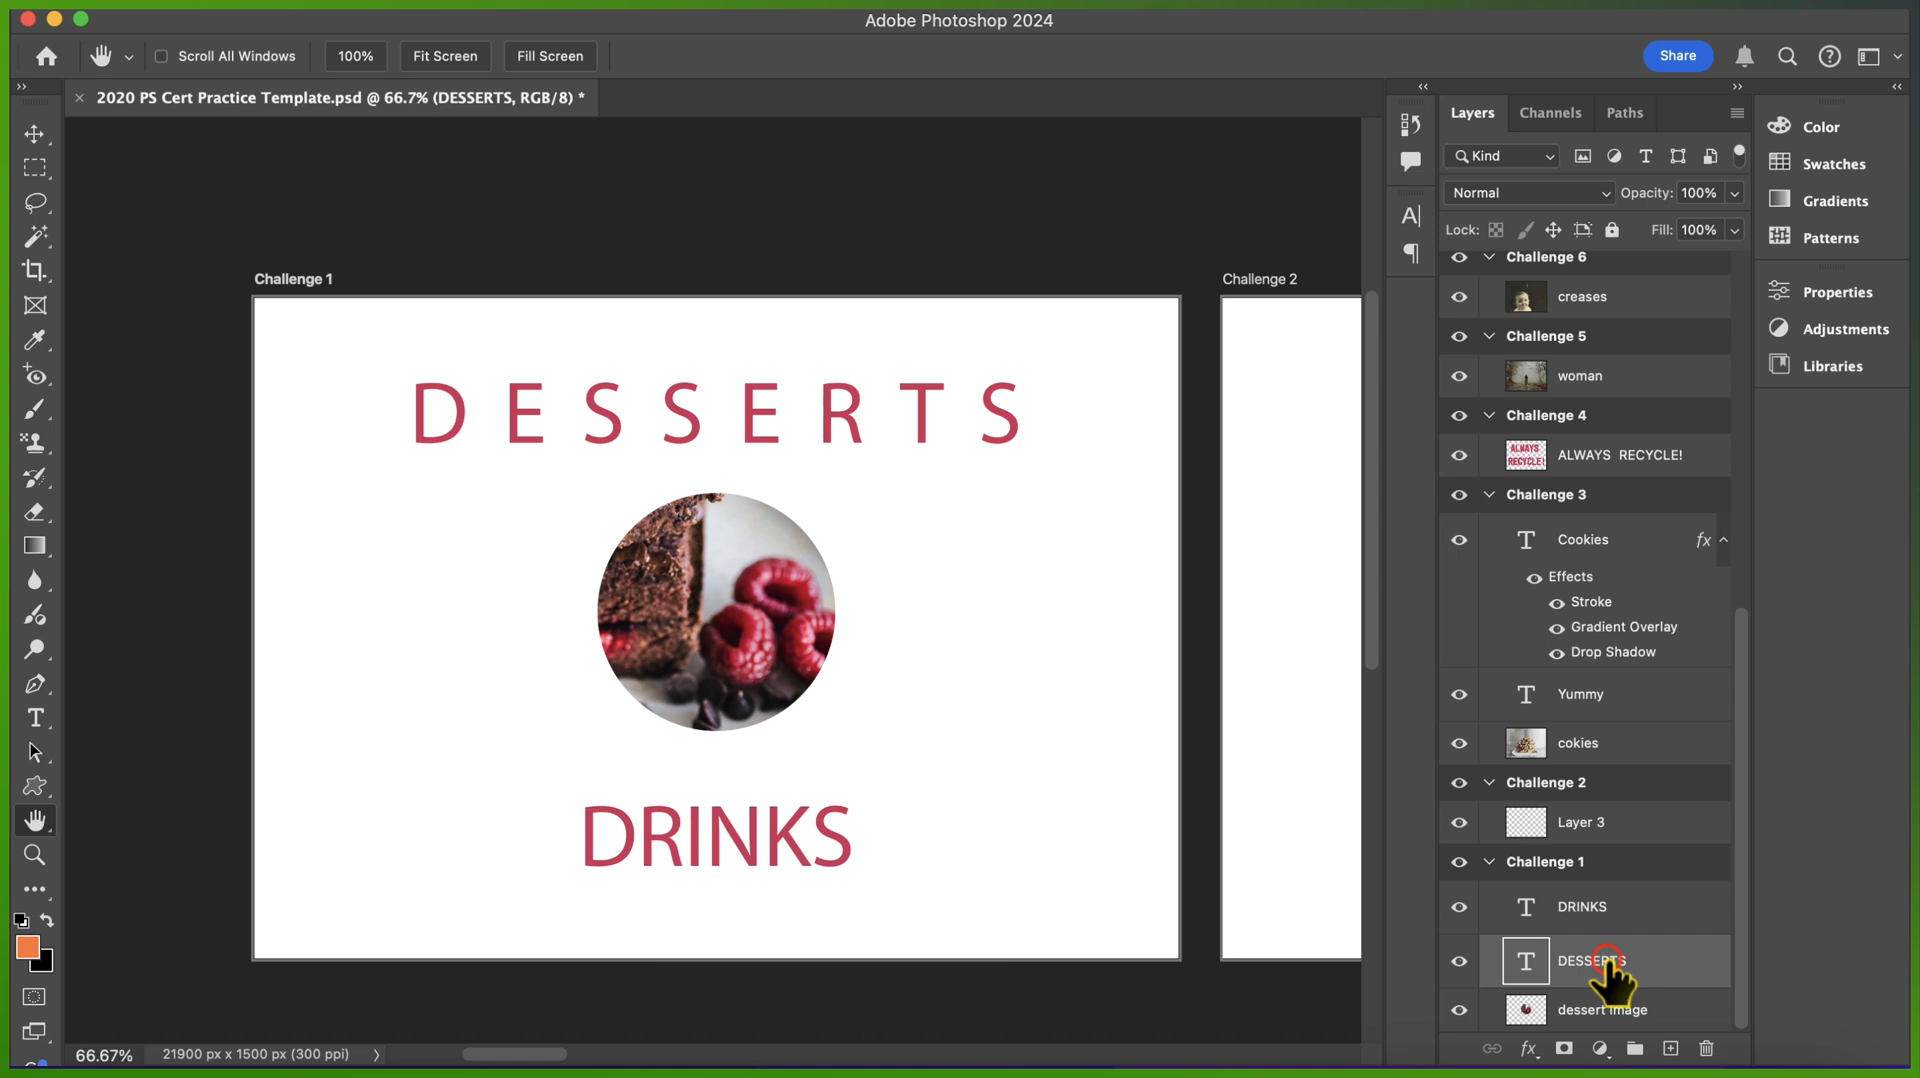 Adobe Photoshop 2024
Scroll All Windows
100%
Fit Screen
Fill Screen
Share
2020 PS Cert Practice Template.psd @ 66.7% (DESSERTS, RGB/8) *
Challenge 1
Challenge 2
DESSERTS
DRINKS
66.67%
21900 px x 1500 px (300 ppi)
Layers
Channels
Paths
Kind
Normal
Opacity: 100%
Lock:
Fill: 100%
Challenge 6
creases
Challenge 5
woman
Challenge 4
ALWAYS RECYCLE!
ALWAYS RECYCLE!
Challenge 3
Cookies
fx
Effects
Stroke
Gradient Overlay
Drop Shadow
Yummy
cokies
Challenge 2
Layer 3
Challenge 1
DRINKS
DESSERTS
dessert image
fx
Color
Swatches
Gradients
Patterns
Properties
Adjustments
Libraries